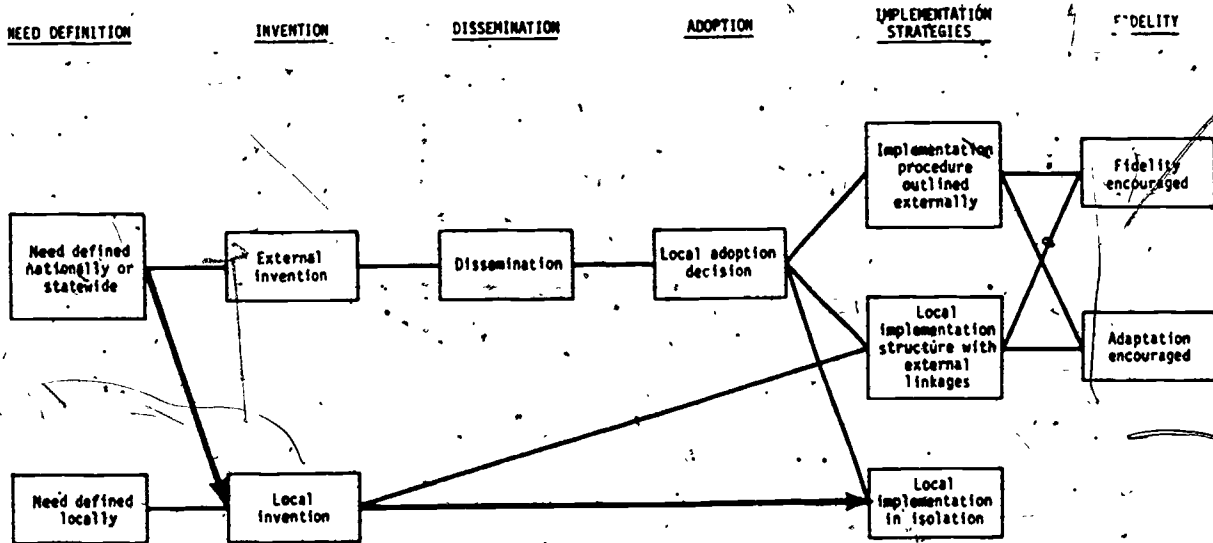 NEED DEFINITION
INVENTION
DISSEMINATION
ADOPTION
IMPLEMENTATION
STRATEGIES
FIDELITY
Need defined
nationally or
statewide
External
invention
Dissemination
Local adoption
decision
Implementation
procedure
outlined
externally
Fidelity
encouraged
Local
implementation
structure with
external
linkages
Adaptation
encouraged
Need defined
locally
Local
invention
Local
implementation
in isolation